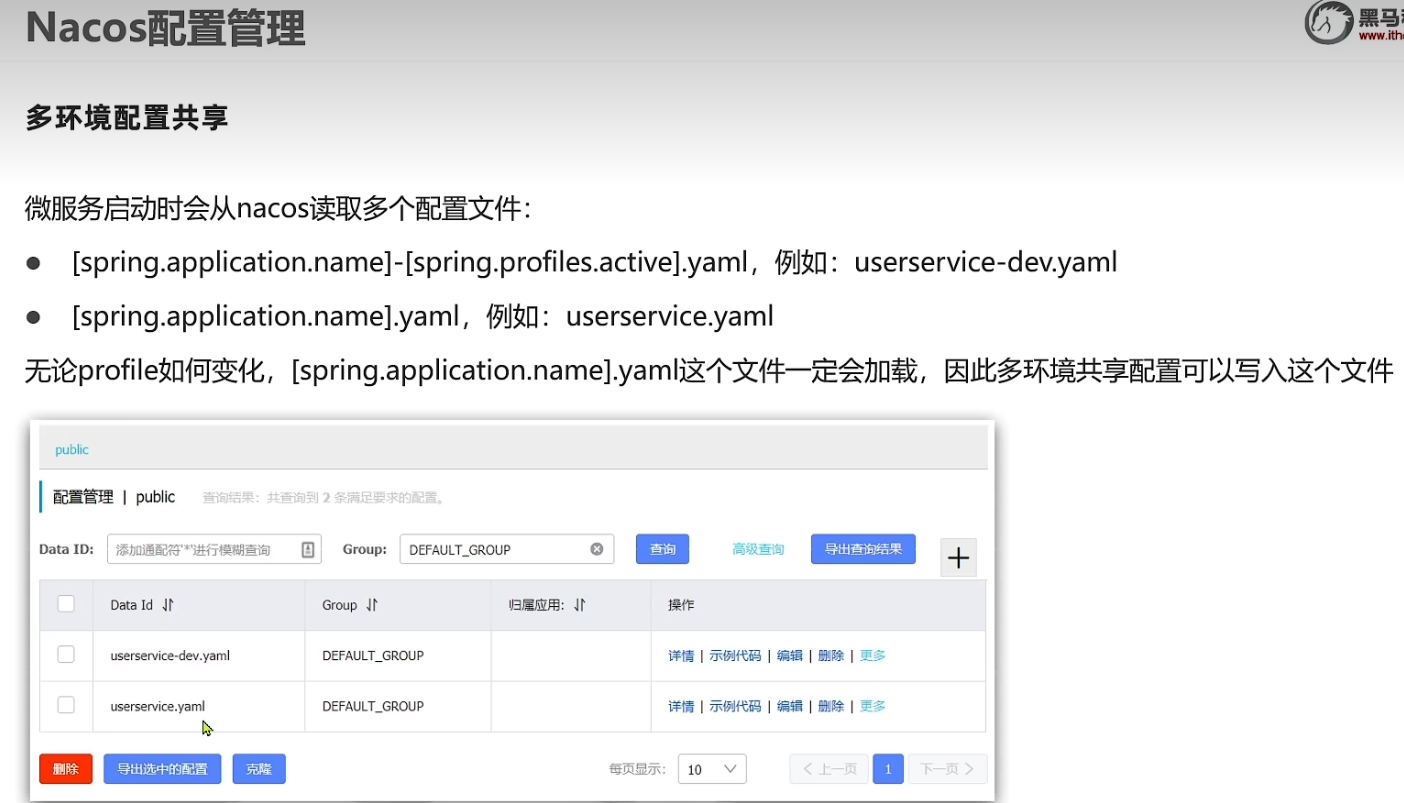 Nacos配置管理
黑马
www.ithe
多环境配置共享
微服务启动时会从nacos读取多个配置文件：
● [spring.application.name]-[spring.profiles.active].yaml，例如：userservice-dev.yaml
● [spring.application.name].yaml，例如：userservice.yaml
无论profile如何变化，[spring.application.name].yaml这个文件一定会加载，因此多环境共享配置可以写入这个文件
public
配置管理 | public 查询结果：共查询到 2 条满足要求的配置。
Data ID: 添加通配符'*'进行模糊查询 Group: DEFAULT_GROUP 查询 高级查询 导出查询结果 +
Data Id Group 归属应用: 操作
userservice-dev.yaml DEFAULT_GROUP 详情 | 示例代码 | 编辑 | 删除 | 更多
userservice.yaml DEFAULT_GROUP 详情 | 示例代码 | 编辑 | 删除 | 更多
删除 导出选中的配置 克隆 每页显示: 10 < 上一页 1 下一页 >